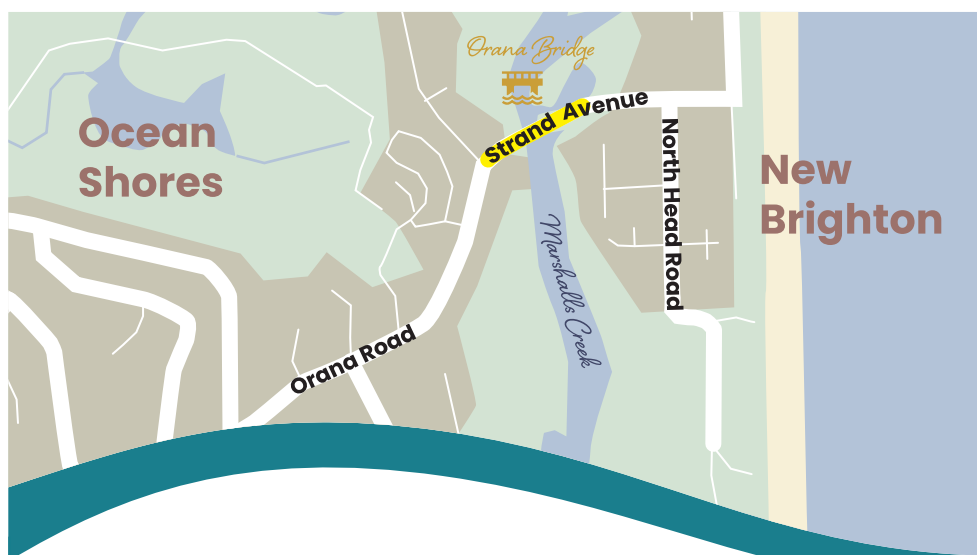 Orana Bridge
Strand Avenue
Ocean
Shores
North Head Road
New
Brighton
Marshalls Creek
Orana Road